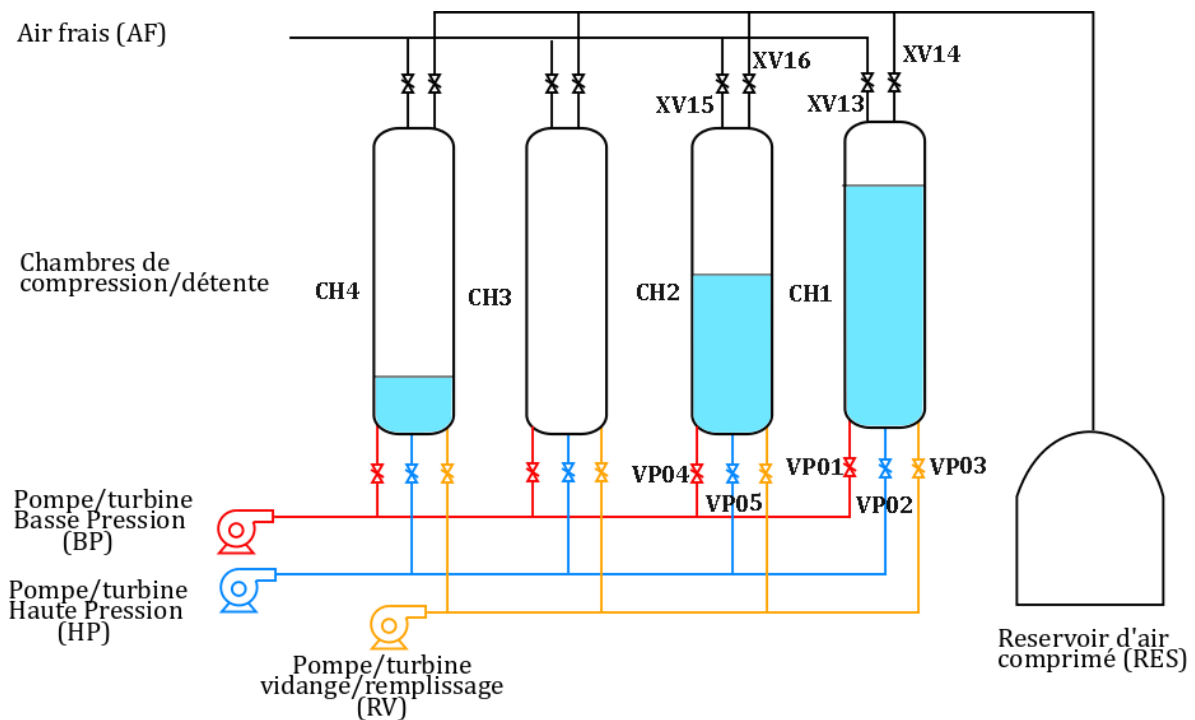 Air frais (AF)
XV16
XV14
XV15
XV13
Chambres de
compression/détente
CH4
CH3
CH2
CH1
VP04
VP01
VP03
VP05
VP02
Pompe/turbine
Basse Pression
(BP)
Pompe/turbine
Haute Pression
(HP)
Pompe/turbine
vidange/remplissage
(RV)
Reservoir d'air
comprimé (RES)